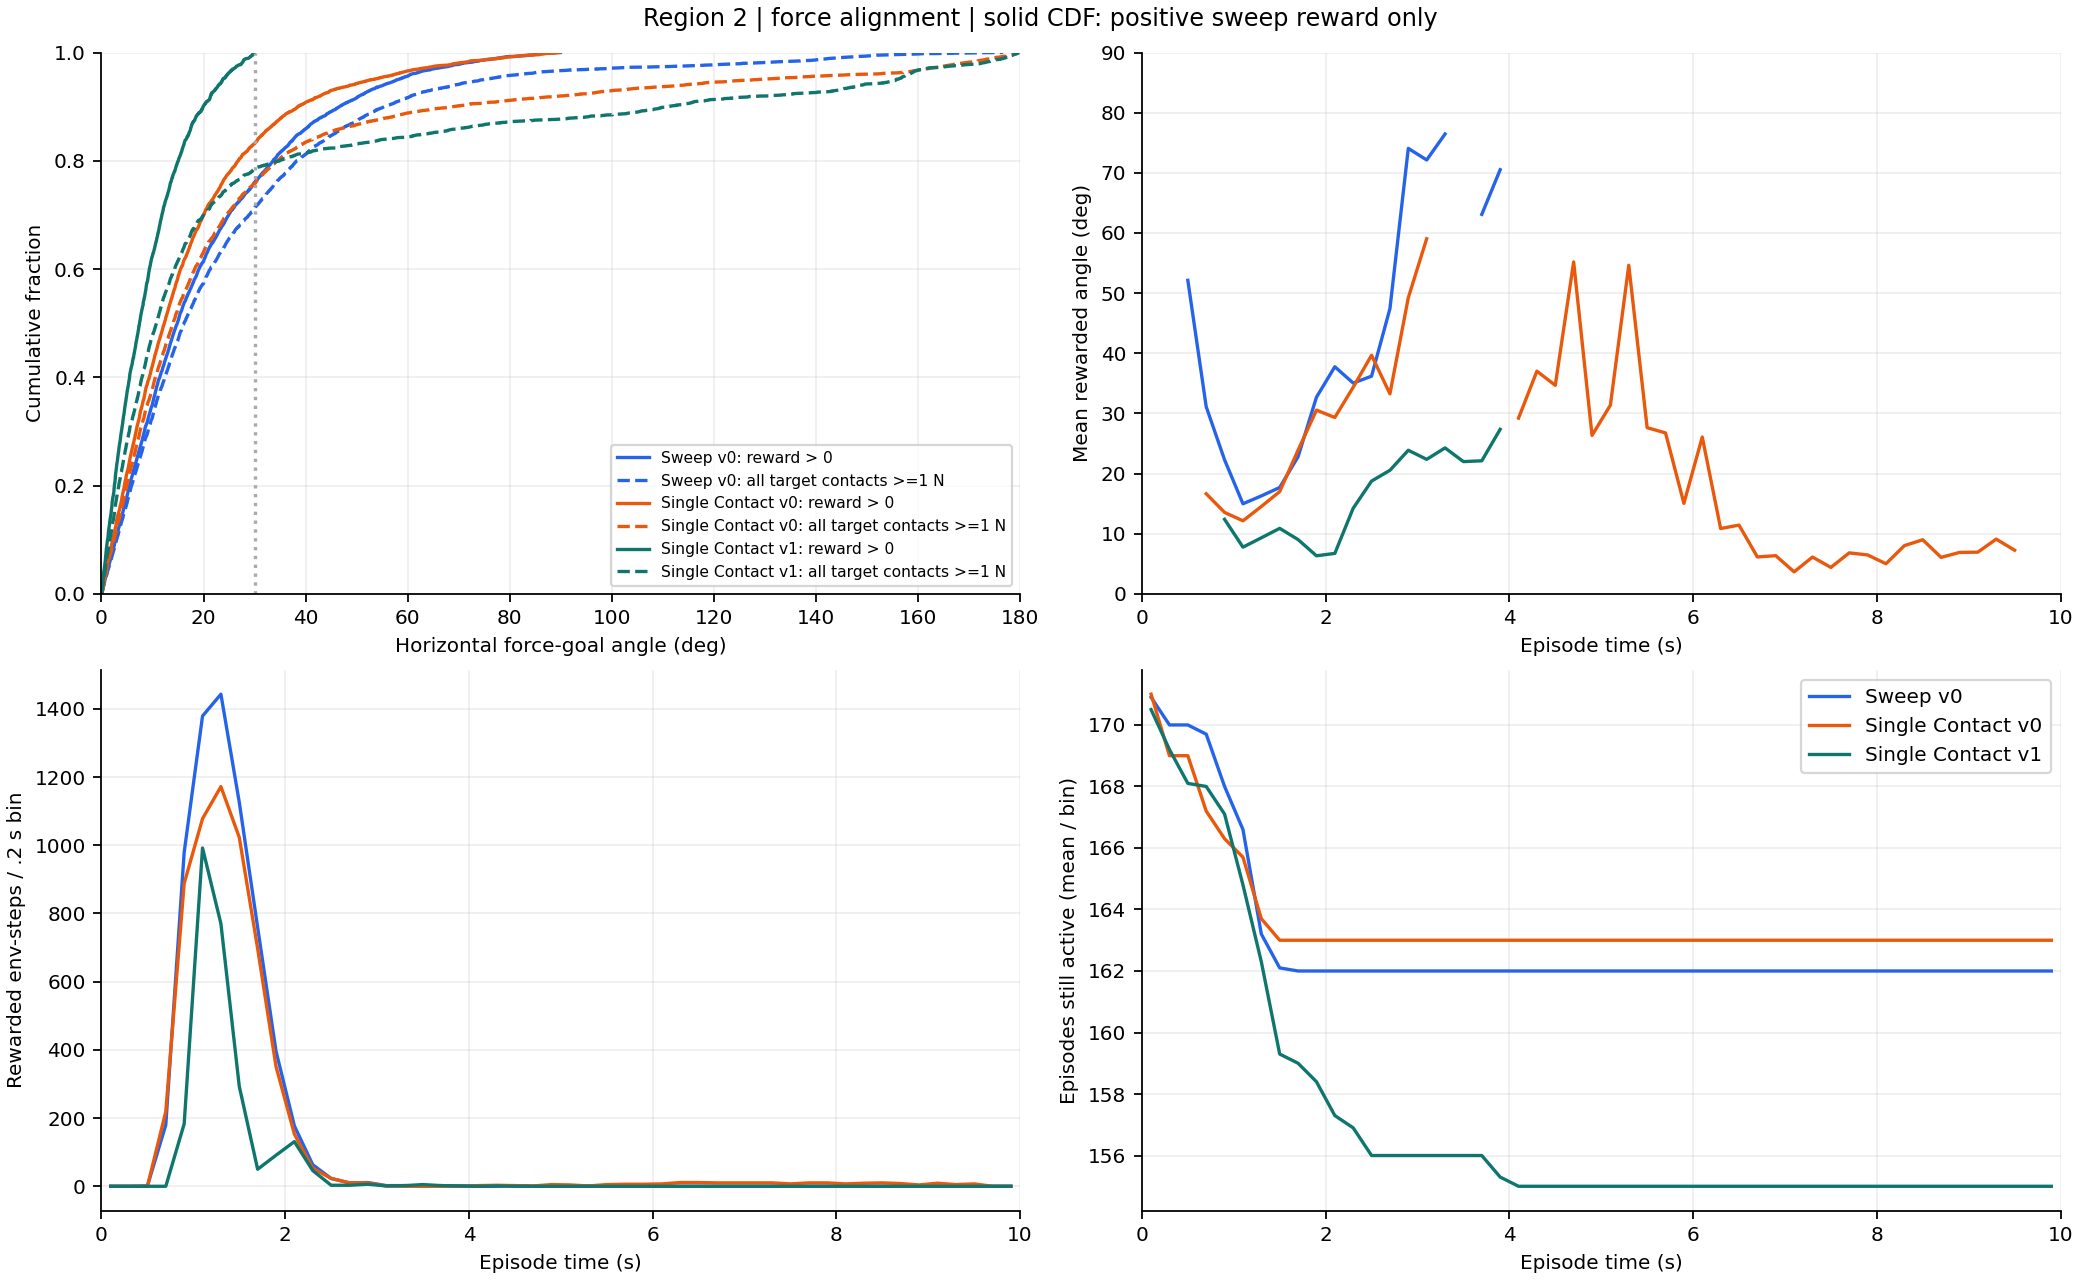 Region 2 | force alignment | solid CDF: positive sweep reward only
1.0
0.8
0.6
0.4
0.2
0.0
Cumulative fraction
0 20 40 60 80 100 120 140 160 180
Horizontal force-goal angle (deg)
Sweep v0: reward > 0
Sweep v0: all target contacts >=1 N
Single Contact v0: reward > 0
Single Contact v0: all target contacts >=1 N
Single Contact v1: reward > 0
Single Contact v1: all target contacts >=1 N
90
80
70
60
50
40
30
20
10
0
Mean rewarded angle (deg)
0 2 4 6 8 10
Episode time (s)
1400
1200
1000
800
600
400
200
0
Rewarded env-steps / .2 s bin
0 2 4 6 8 10
Episode time (s)
170
168
166
164
162
160
158
156
Episodes still active (mean / bin)
0 2 4 6 8 10
Episode time (s)
Sweep v0
Single Contact v0
Single Contact v1